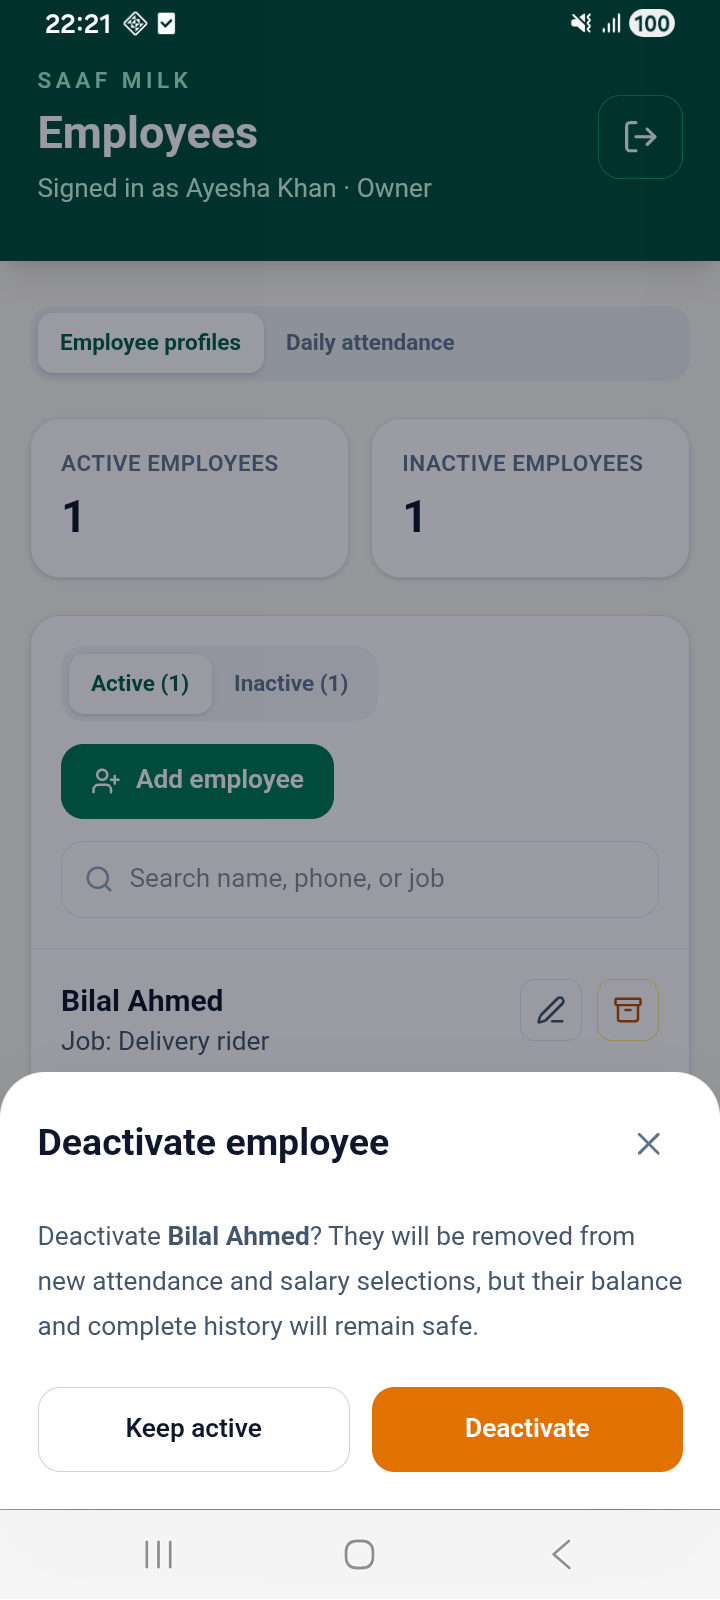 22:21
100
SAAF MILK
Employees
Signed in as Ayesha Khan · Owner
Employee profiles Daily attendance
ACTIVE EMPLOYEES
1
INACTIVE EMPLOYEES
1
Active (1) Inactive (1)
Add employee
Search name, phone, or job
Bilal Ahmed
Job: Delivery rider
Deactivate employee
Deactivate Bilal Ahmed? They will be removed from
new attendance and salary selections, but their balance
and complete history will remain safe.
Keep active
Deactivate